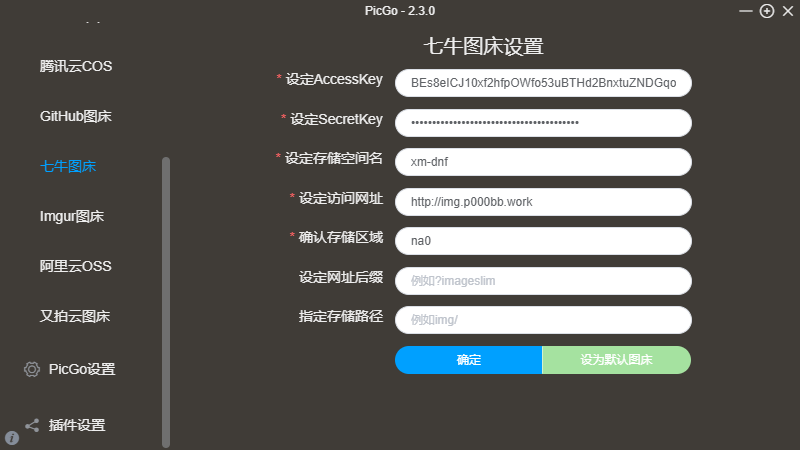 PicGo - 2.3.0
腾讯云COS
GitHub图床
七牛图床
Imgur图床
阿里云OSS
又拍云图床
PicGo设置
插件设置
七牛图床设置
* 设定AccessKey BEs8eICJ10xf2hfpOWfo53uBTHd2BnxtuZNDGqo
* 设定SecretKey ••••••••••••••••••••••••••••••••••••••••
* 设定存储空间名 xm-dnf
* 设定访问网址 http://img.p000bb.work
* 确认存储区域 na0
设定网址后缀 例如?imageslim
指定存储路径 例如img/
确定 设为默认图床